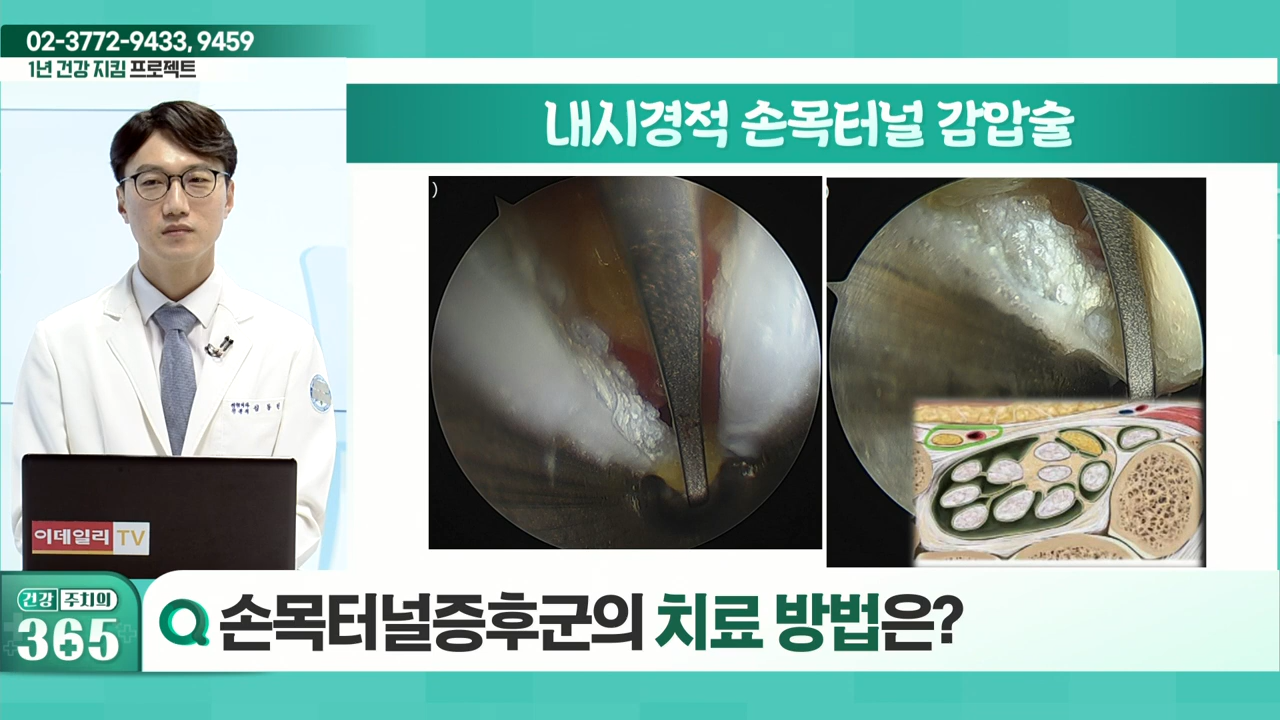 02-3772-9433, 9459
1년 건강 지킴 프로젝트
내시경적 손목터널 감압술
)
이데일리 TV
건강 주치의
365
Q 손목터널증후군의 치료 방법은?